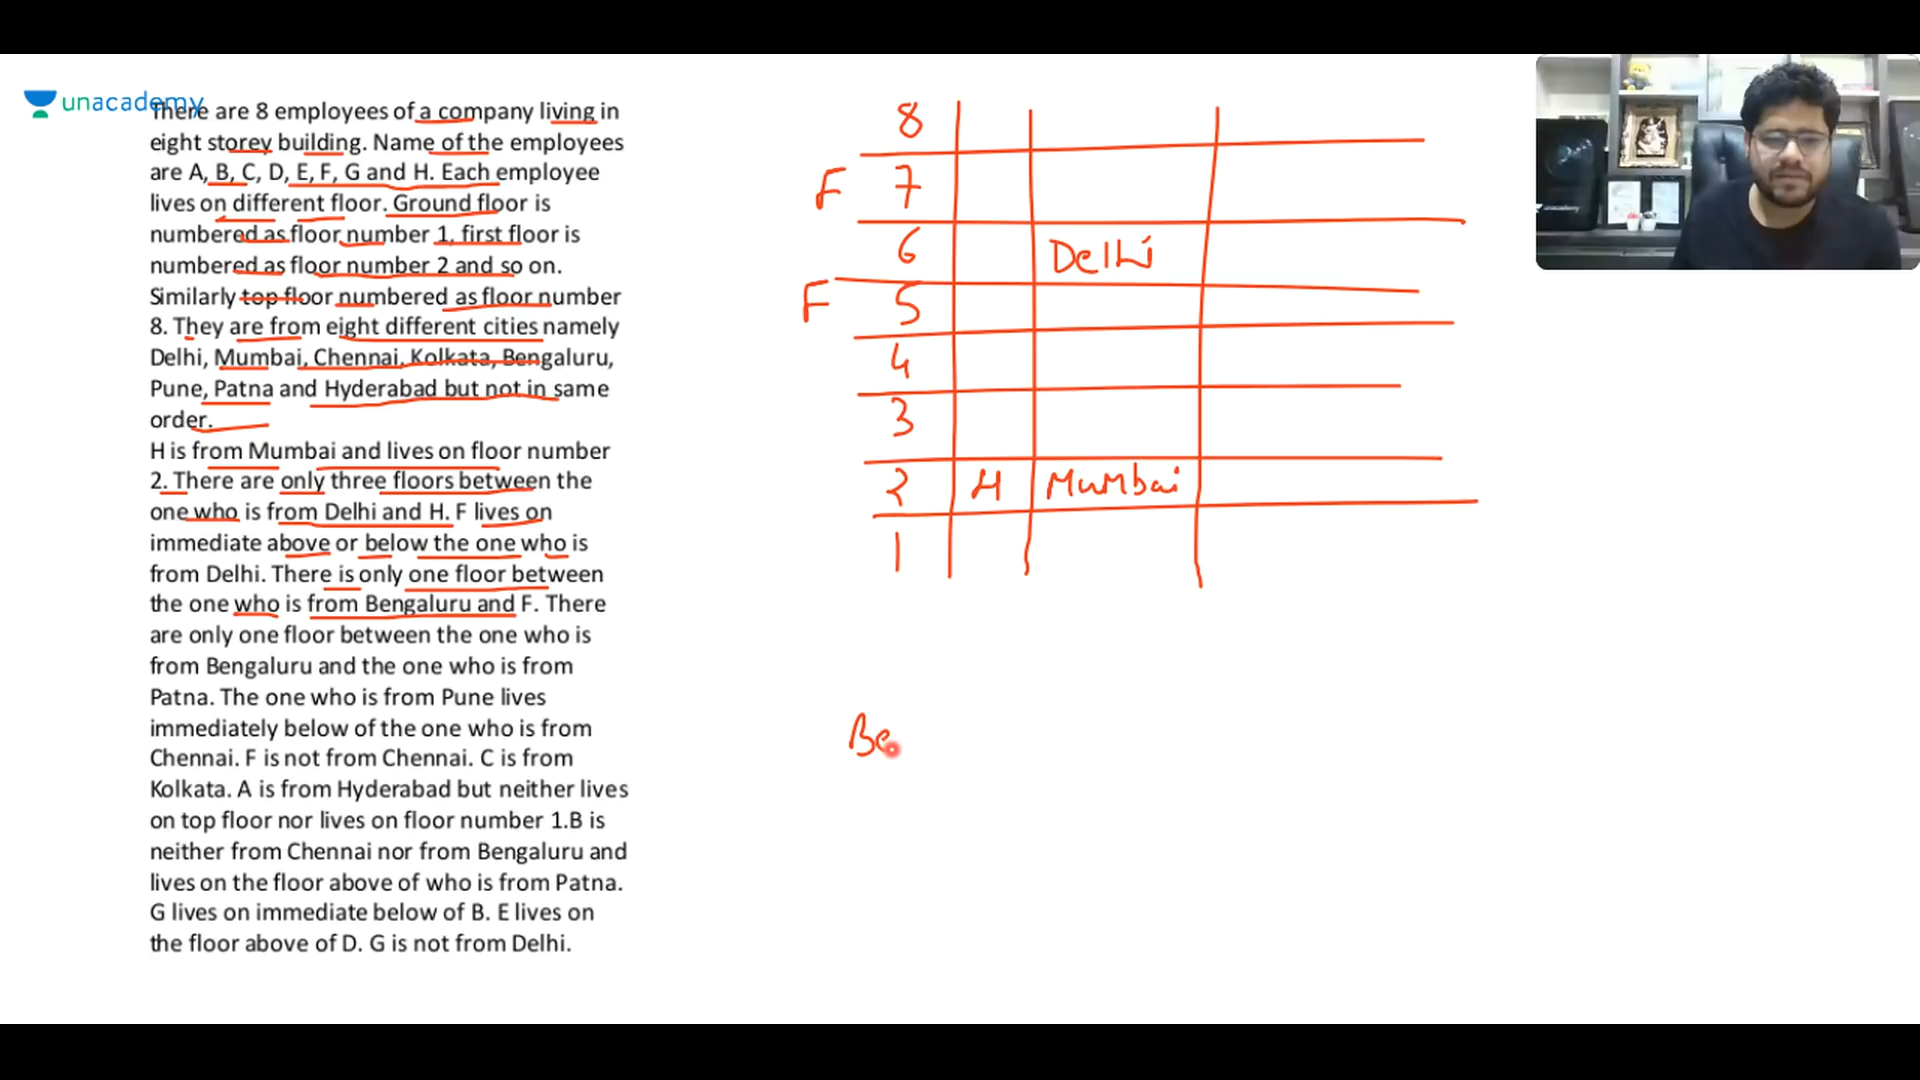 unacademy
There are 8 employees of a company living in
eight storey building. Name of the employees
are A, B, C, D, E, F, G and H. Each employee
lives on different floor. Ground floor is
numbered as floor number 1, first floor is
numbered as floor number 2 and so on.
Similarly top floor numbered as floor number
8. They are from eight different cities namely
Delhi, Mumbai, Chennai, Kolkata, Bengaluru,
Pune, Patna and Hyderabad but not in same
order.
H is from Mumbai and lives on floor number
2. There are only three floors between the
one who is from Delhi and H. F lives on
immediate above or below the one who is
from Delhi. There is only one floor between
the one who is from Bengaluru and F. There
are only one floor between the one who is
from Bengaluru and the one who is from
Patna. The one who is from Pune lives
immediately below of the one who is from
Chennai. F is not from Chennai. C is from
Kolkata. A is from Hyderabad but neither lives
on top floor nor lives on floor number 1.B is
neither from Chennai nor from Bengaluru and
lives on the floor above of who is from Patna.
G lives on immediate below of B. E lives on
the floor above of D. G is not from Delhi.
8
F 7
6 Delhi
F 5
4
3
2 H Mumbai
1
Be